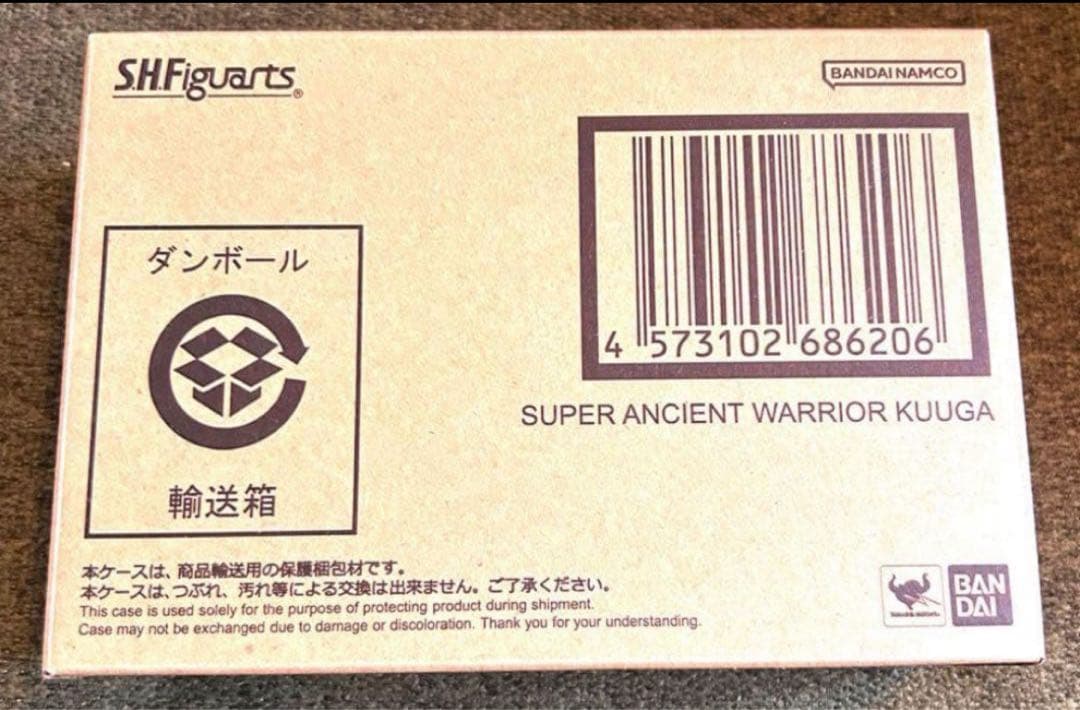 S.H.Figuarts®
BANDAI NAMCO
4 573102 686206
SUPER ANCIENT WARRIOR KUUGA
ダンボール
輸送箱
本ケースは、商品輸送用の保護梱包材です。
本ケースは、つぶれ、汚れ等による交換は出来ません。ご了承ください。
This case is used solely for the purpose of protecting product during shipment.
Case may not be exchanged due to damage or discoloration. Thank you for your understanding.
BAN
DAI